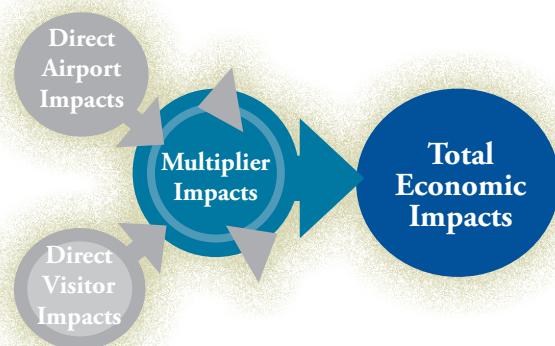 Direct
Airport
Impacts
Multiplier
Impacts
Total
Economic
Impacts
Direct
Visitor
Impacts